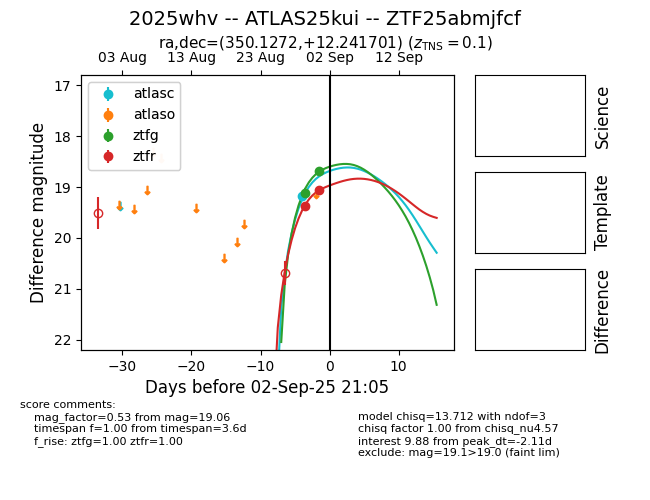 2025whv -- ATLAS25kui -- ZTF25abmjfcf
ra,dec=(350.1272,+12.241701) (z_TNS = 0.1)
03 Aug 13 Aug 23 Aug 02 Sep 12 Sep
17
18
19
20
21
22
Difference magnitude
atlasc
atlaso
ztfg
ztfr
−30 −20 −10 0 10
Days before 02-Sep-25 21:05
Science
Template
Difference
score comments:
mag_factor=0.53 from mag=19.06
timespan f=1.00 from timespan=3.6d
f_rise: ztfg=1.00 ztfr=1.00
model chisq=13.712 with ndof=3
chisq factor 1.00 from chisq_nu4.57
interest 9.88 from peak_dt=-2.11d
exclude: mag=19.1>19.0 (faint lim)